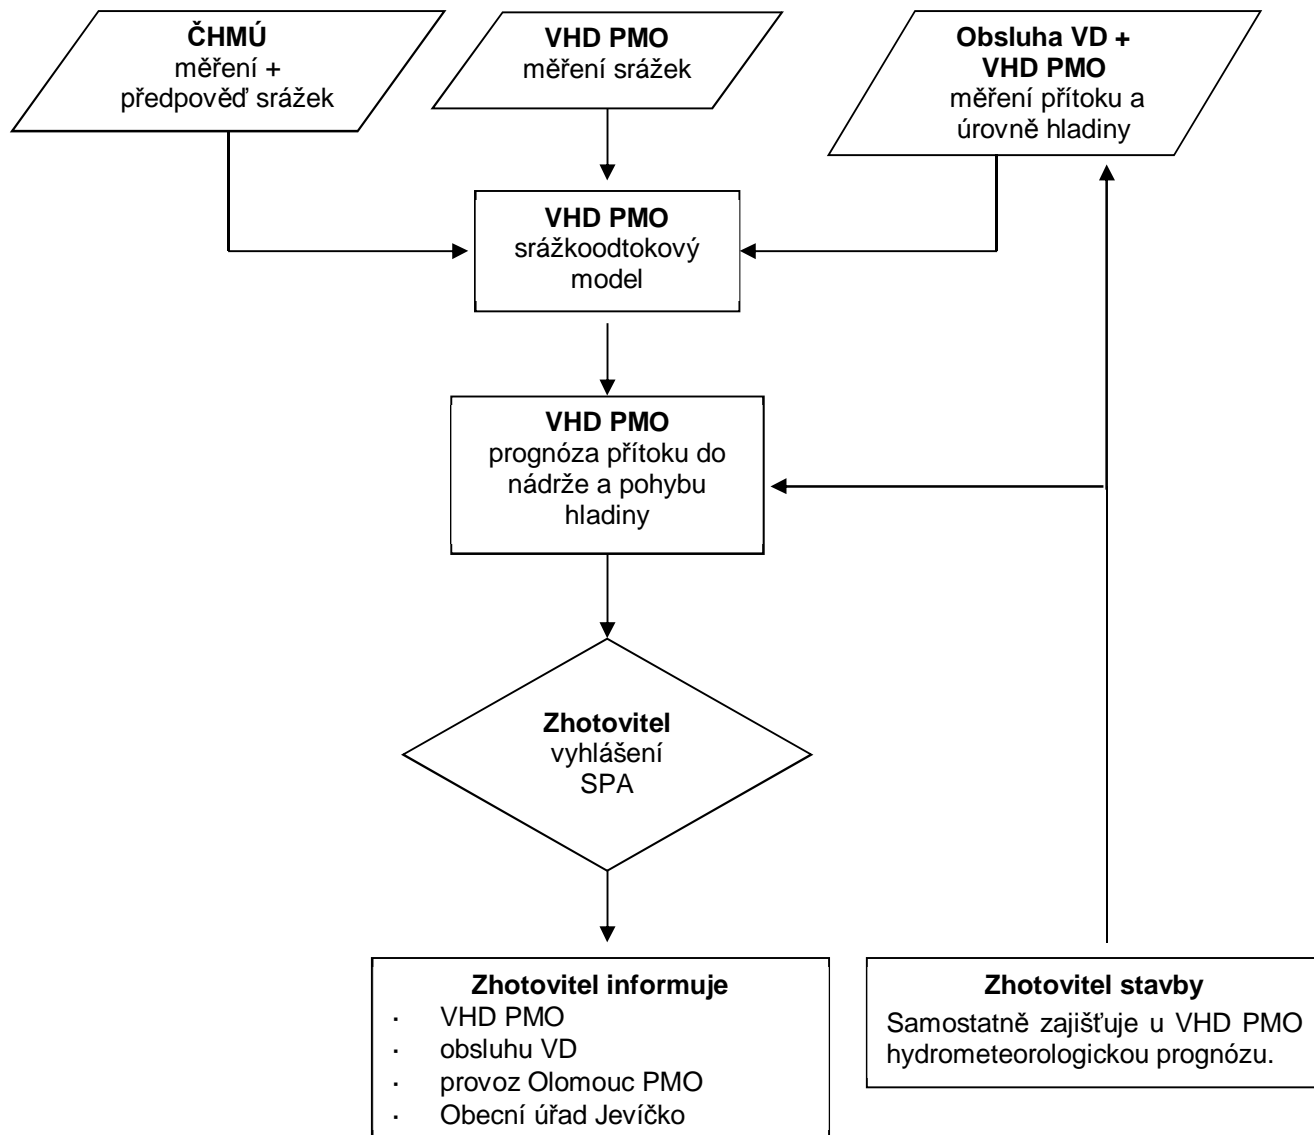 ČHMÚ
měření +
předpověď srážek
VHD PMO
měření srážek
Obsluha VD +
VHD PMO
měření přítoku a
úrovně hladiny
VHD PMO
srážkoodtokový
model
VHD PMO
prognóza přítoku do
nádrže a pohybu
hladiny
Zhotovitel
vyhlášení
SPA
Zhotovitel informuje
· VHD PMO
· obsluhu VD
· provoz Olomouc PMO
· Obecní úřad Jevíčko
Zhotovitel stavby
Samostatně zajišťuje u VHD PMO
hydrometeorologickou prognózu.